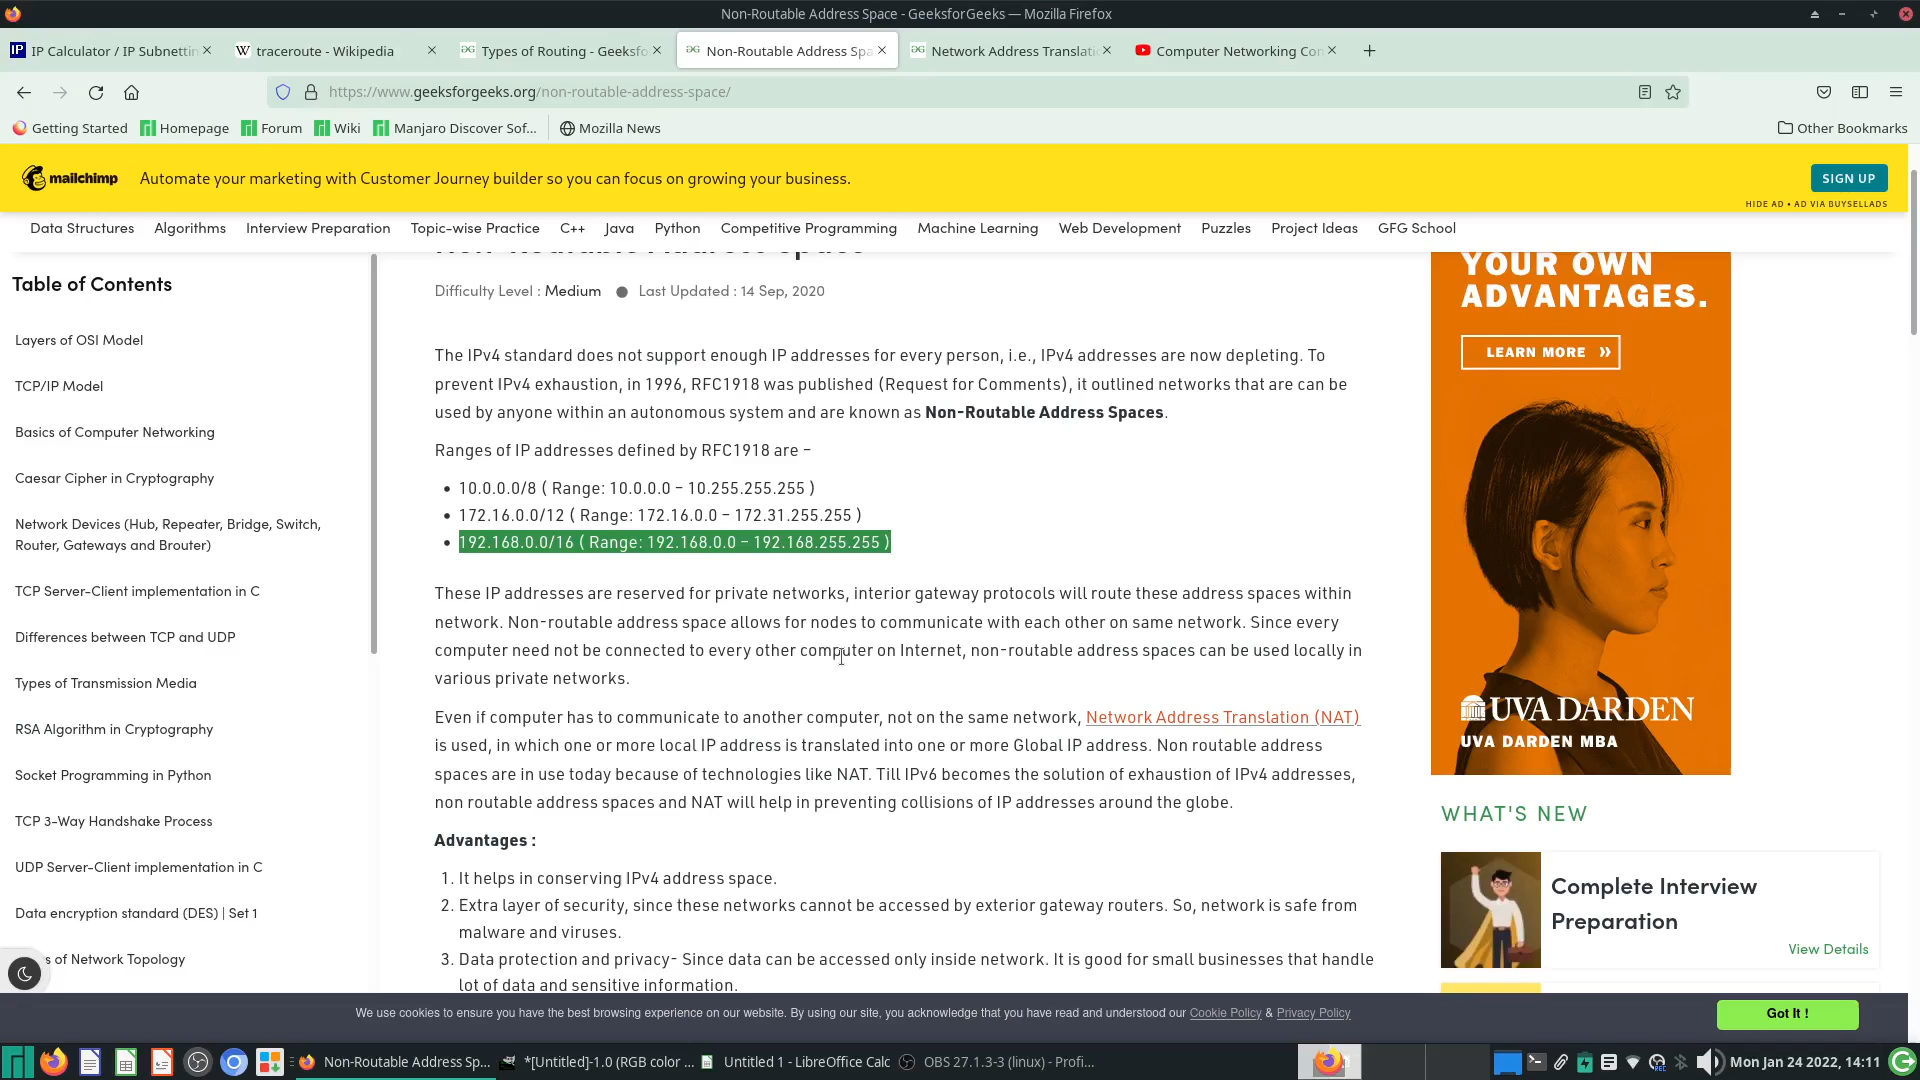 Non-Routable Address Space - GeeksforGeeks — Mozilla Firefox
IP Calculator / IP Subnettin
traceroute - Wikipedia
Types of Routing - Geeksfo
Non-Routable Address Spa
Network Address Translati
Computer Networking Con
https://www.geeksforgeeks.org/non-routable-address-space/
Getting Started
Homepage
Forum
Wiki
Manjaro Discover Sof...
Mozilla News
Other Bookmarks
mailchimp
Automate your marketing with Customer Journey builder so you can focus on growing your business.
SIGN UP
HIDE AD • AD VIA BUYSELLADS
Data Structures
Algorithms
Interview Preparation
Topic-wise Practice
C++
Java
Python
Competitive Programming
Machine Learning
Web Development
Puzzles
Project Ideas
GFG School
Table of Contents
Layers of OSI Model
TCP/IP Model
Basics of Computer Networking
Caesar Cipher in Cryptography
Network Devices (Hub, Repeater, Bridge, Switch,
Router, Gateways and Brouter)
TCP Server-Client implementation in C
Differences between TCP and UDP
Types of Transmission Media
RSA Algorithm in Cryptography
Socket Programming in Python
TCP 3-Way Handshake Process
UDP Server-Client implementation in C
Data encryption standard (DES) | Set 1
s of Network Topology
Non-Routable Address Space
Difficulty Level : Medium ● Last Updated : 14 Sep, 2020
The IPv4 standard does not support enough IP addresses for every person, i.e., IPv4 addresses are now depleting. To
prevent IPv4 exhaustion, in 1996, RFC1918 was published (Request for Comments), it outlined networks that are can be
used by anyone within an autonomous system and are known as Non-Routable Address Spaces.
Ranges of IP addresses defined by RFC1918 are –
• 10.0.0.0/8 ( Range: 10.0.0.0 – 10.255.255.255 )
• 172.16.0.0/12 ( Range: 172.16.0.0 – 172.31.255.255 )
• 192.168.0.0/16 ( Range: 192.168.0.0 – 192.168.255.255 )
These IP addresses are reserved for private networks, interior gateway protocols will route these address spaces within
network. Non-routable address space allows for nodes to communicate with each other on same network. Since every
computer need not be connected to every other computer on Internet, non-routable address spaces can be used locally in
various private networks.
Even if computer has to communicate to another computer, not on the same network, Network Address Translation (NAT)
is used, in which one or more local IP address is translated into one or more Global IP address. Non routable address
spaces are in use today because of technologies like NAT. Till IPv6 becomes the solution of exhaustion of IPv4 addresses,
non routable address spaces and NAT will help in preventing collisions of IP addresses around the globe.
Advantages :
1. It helps in conserving IPv4 address space.
2. Extra layer of security, since these networks cannot be accessed by exterior gateway routers. So, network is safe from
malware and viruses.
3. Data protection and privacy- Since data can be accessed only inside network. It is good for small businesses that handle
lot of data and sensitive information.
YOUR OWN
ADVANTAGES.
LEARN MORE »
UVA DARDEN
UVA DARDEN MBA
WHAT'S NEW
Complete Interview
Preparation
View Details
We use cookies to ensure you have the best browsing experience on our website. By using our site, you acknowledge that you have read and understood our Cookie Policy & Privacy Policy
Got It !
Non-Routable Address Sp...
*[Untitled]-1.0 (RGB color ...
Untitled 1 - LibreOffice Calc
OBS 27.1.3-3 (linux) - Profi...
Mon Jan 24 2022, 14:11